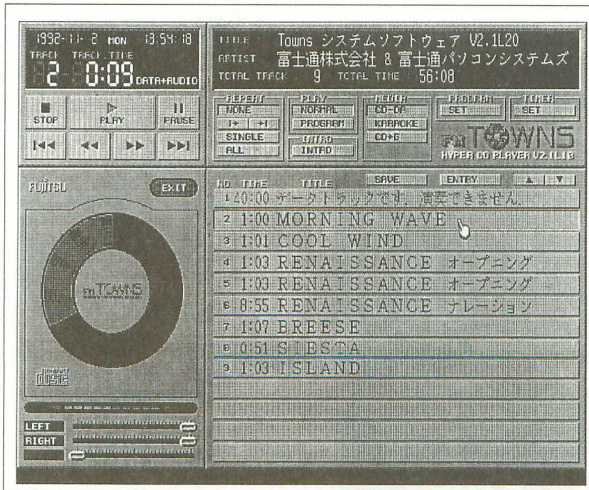 1992-11- 2 MON 13:54:18
TRACK TRACK TIME
2 0:09 DATA+AUDIO
TITLE Towns システムソフトウェア V2.1L20
ARTIST 富士通株式会社 & 富士通パソコンシステムズ
TOTAL TRACK 9 TOTAL TIME 56:08
STOP PLAY PAUSE
REPEAT
NONE
SINGLE
ALL
PLAY
NORMAL
PROGRAM
INTRO
INTRO
MEDIA
CD-DA
KARAOKE
CD+G
PROGRAM
SET
TIMER
SET
FM TOWNS
HYPER CD PLAYER V2.1L10
FUJITSU
EXIT
NO TIME TITLE SAVE ENTRY
1 40:00 データトラックです。演奏できません。
2 1:00 MORNING WAVE
3 1:01 COOL WIND
4 1:03 RENAISSANCE オープニング
5 1:03 RENAISSANCE オープニング
6 8:55 RENAISSANCE ナレーション
7 1:07 BREESE
8 0:51 SIESTA
9 1:03 ISLAND
FM TOWNS
disc
LEFT
RIGHT